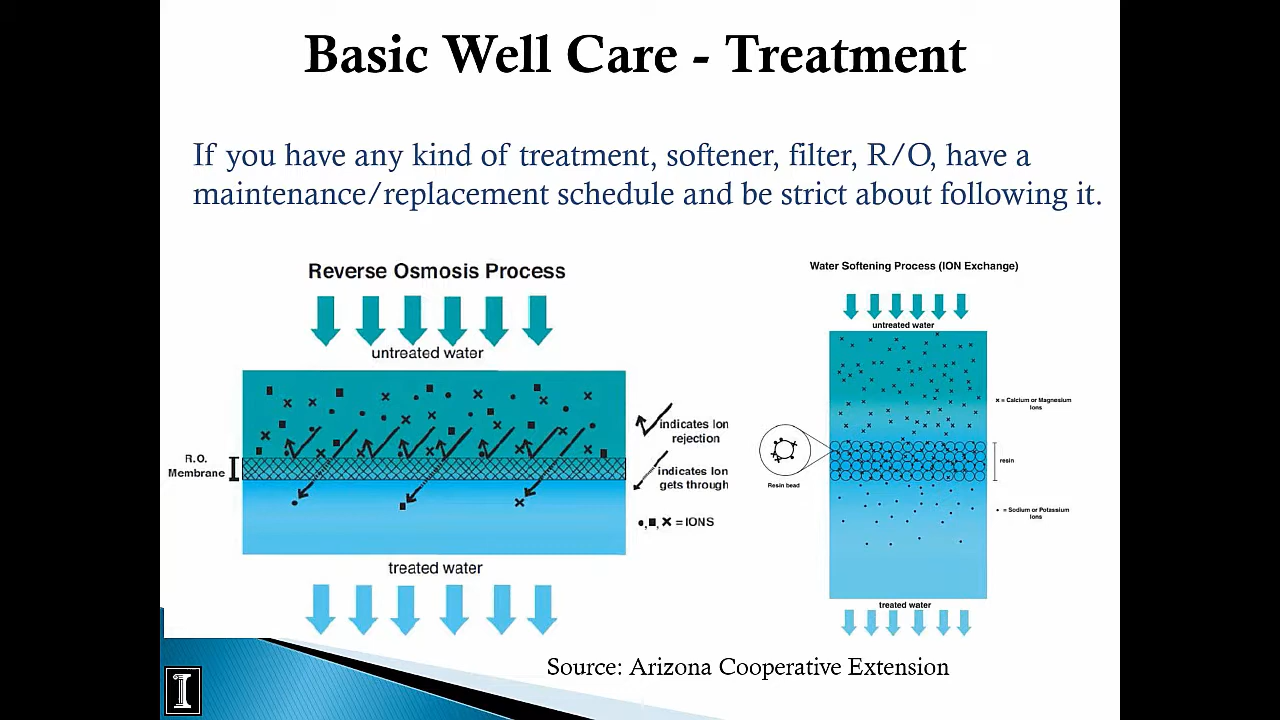 Basic Well Care - Treatment
If you have any kind of treatment, softener, filter, R/O, have a
maintenance/replacement schedule and be strict about following it.
Reverse Osmosis Process
untreated water
R.O.
Membrane
indicates Ion
rejection
indicates Ion
gets through
●,■, ✕ = IONS
treated water
Water Softening Process (ION Exchange)
untreated water
x = Calcium or Magnesium
Ions
resin
Resin bead
• = Sodium or Potassium
Ions
treated water
Source: Arizona Cooperative Extension
I